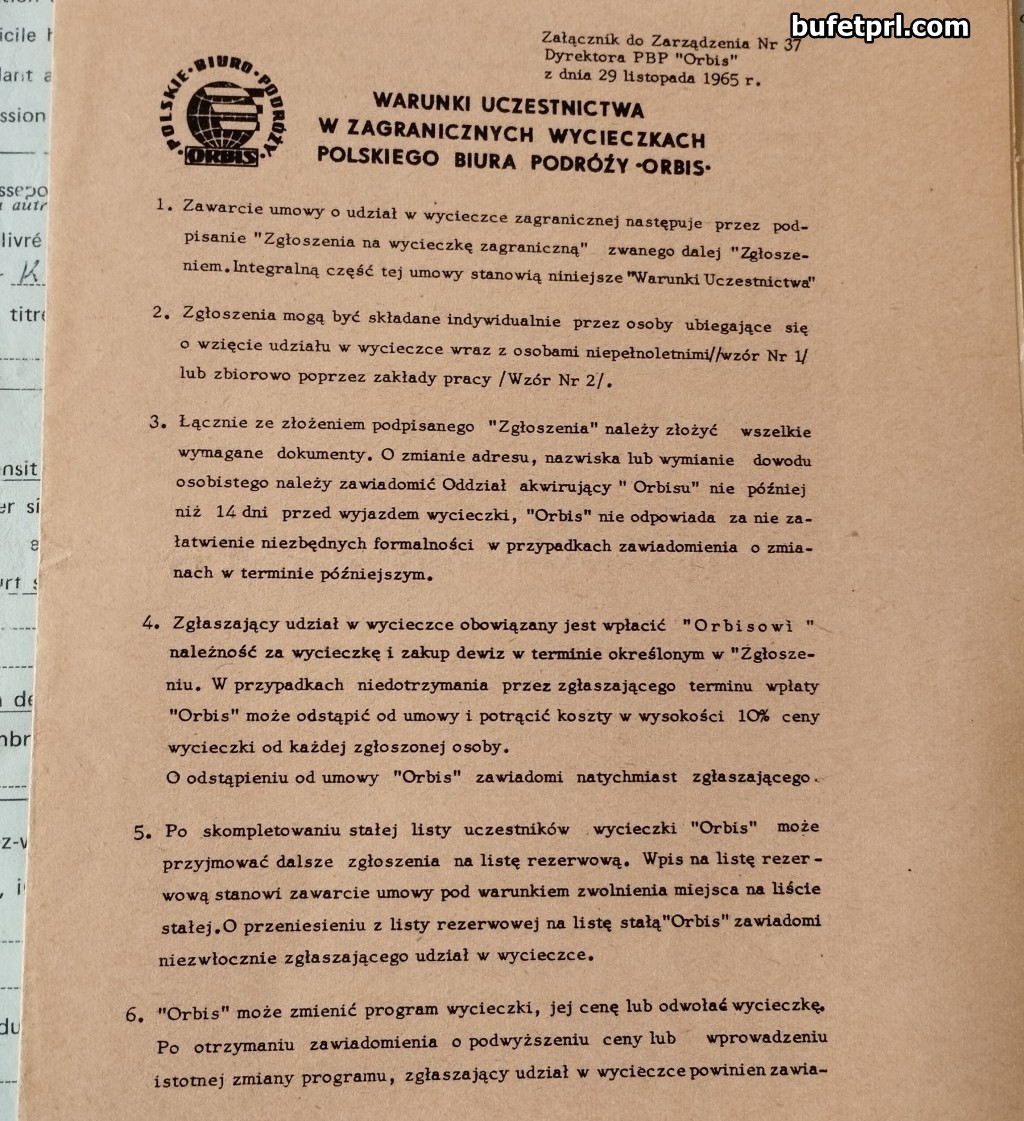 bufetprl.com
Załącznik do Zarządzenia Nr 37
Dyrektora PBP "Orbis"
z dnia 29 listopada 1965 r.
POLSKIE·BIURO·PODRÓŻY·
ORBIS
WARUNKI UCZESTNICTWA
W ZAGRANICZNYCH WYCIECZKACH
POLSKIEGO BIURA PODRÓŻY •ORBIS•
1. Zawarcie umowy o udział w wycieczce zagranicznej następuje przez pod-
pisanie "Zgłoszenia na wycieczkę zagraniczną" zwanego dalej "Zgłosze-
niem. Integralną część tej umowy stanowią niniejsze "Warunki Uczestnictwa"
2. Zgłoszenia mogą być składane indywidualnie przez osoby ubiegające się
o wzięcie udziału w wycieczce wraz z osobami niepełnoletnimi//wzór Nr 1/
lub zbiorowo poprzez zakłady pracy /Wzór Nr 2/.
3. Łącznie ze złożeniem podpisanego "Zgłoszenia" należy złożyć wszelkie
wymagane dokumenty. O zmianie adresu, nazwiska lub wymianie dowodu
osobistego należy zawiadomić Oddział akwirujący " Orbisu" nie później
niż 14 dni przed wyjazdem wycieczki, "Orbis" nie odpowiada za nie za-
łatwienie niezbędnych formalności w przypadkach zawiadomienia o zmia-
nach w terminie późniejszym.
4. Zgłaszający udział w wycieczce obowiązany jest wpłacić "Orbisowi "
należność za wycieczkę i zakup dewiz w terminie określonym w "Zgłosze-
niu. W przypadkach niedotrzymania przez zgłaszającego terminu wpłaty
"Orbis" może odstąpić od umowy i potrącić koszty w wysokości 10% ceny
wycieczki od każdej zgłoszonej osoby.
O odstąpieniu od umowy "Orbis" zawiadomi natychmiast zgłaszającego.
5. Po skompletowaniu stałej listy uczestników wycieczki "Orbis" może
przyjmować dalsze zgłoszenia na listę rezerwową. Wpis na listę rezer-
wową stanowi zawarcie umowy pod warunkiem zwolnienia miejsca na liście
stałej. O przeniesieniu z listy rezerwowej na listę stałą "Orbis" zawiadomi
niezwłocznie zgłaszającego udział w wycieczce.
6. "Orbis" może zmienić program wycieczki, jej cenę lub odwołać wycieczkę.
Po otrzymaniu zawiadomienia o podwyższeniu ceny lub wprowadzeniu
istotnej zmiany programu, zgłaszający udział w wycieczce powinien zawia-